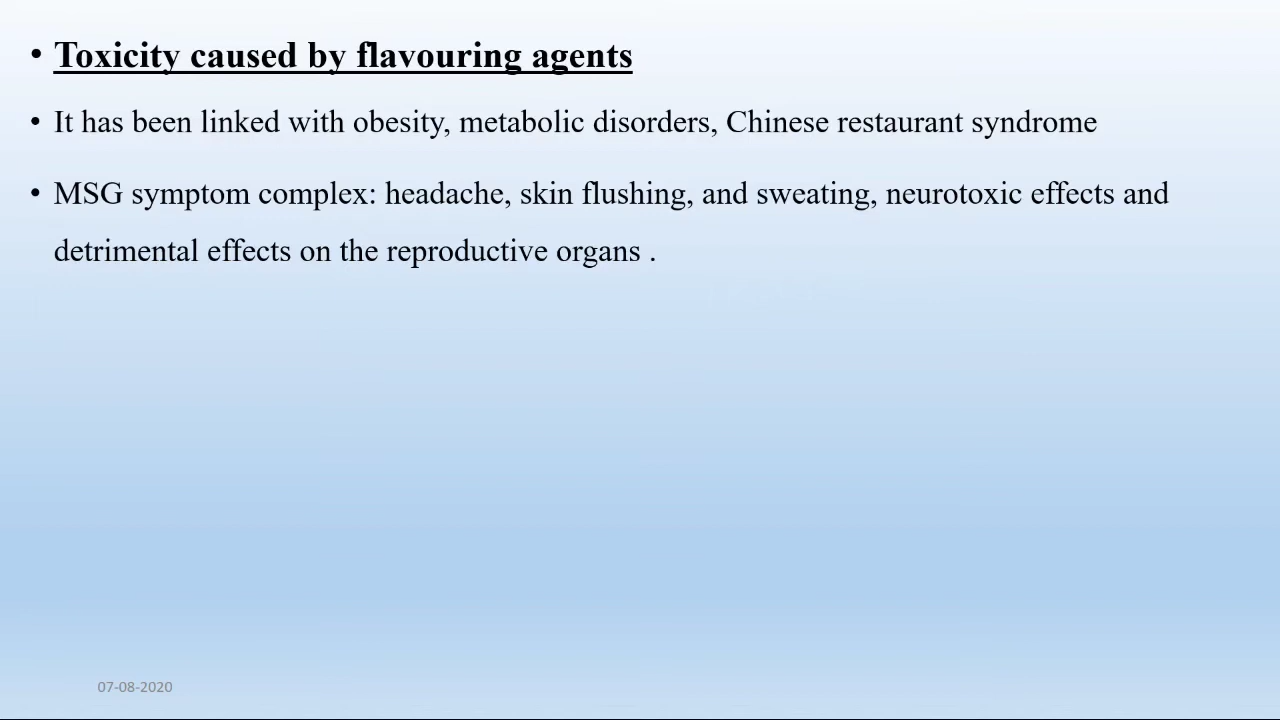 • Toxicity caused by flavouring agents
• It has been linked with obesity, metabolic disorders, Chinese restaurant syndrome
• MSG symptom complex: headache, skin flushing, and sweating, neurotoxic effects and
detrimental effects on the reproductive organs .
07-08-2020